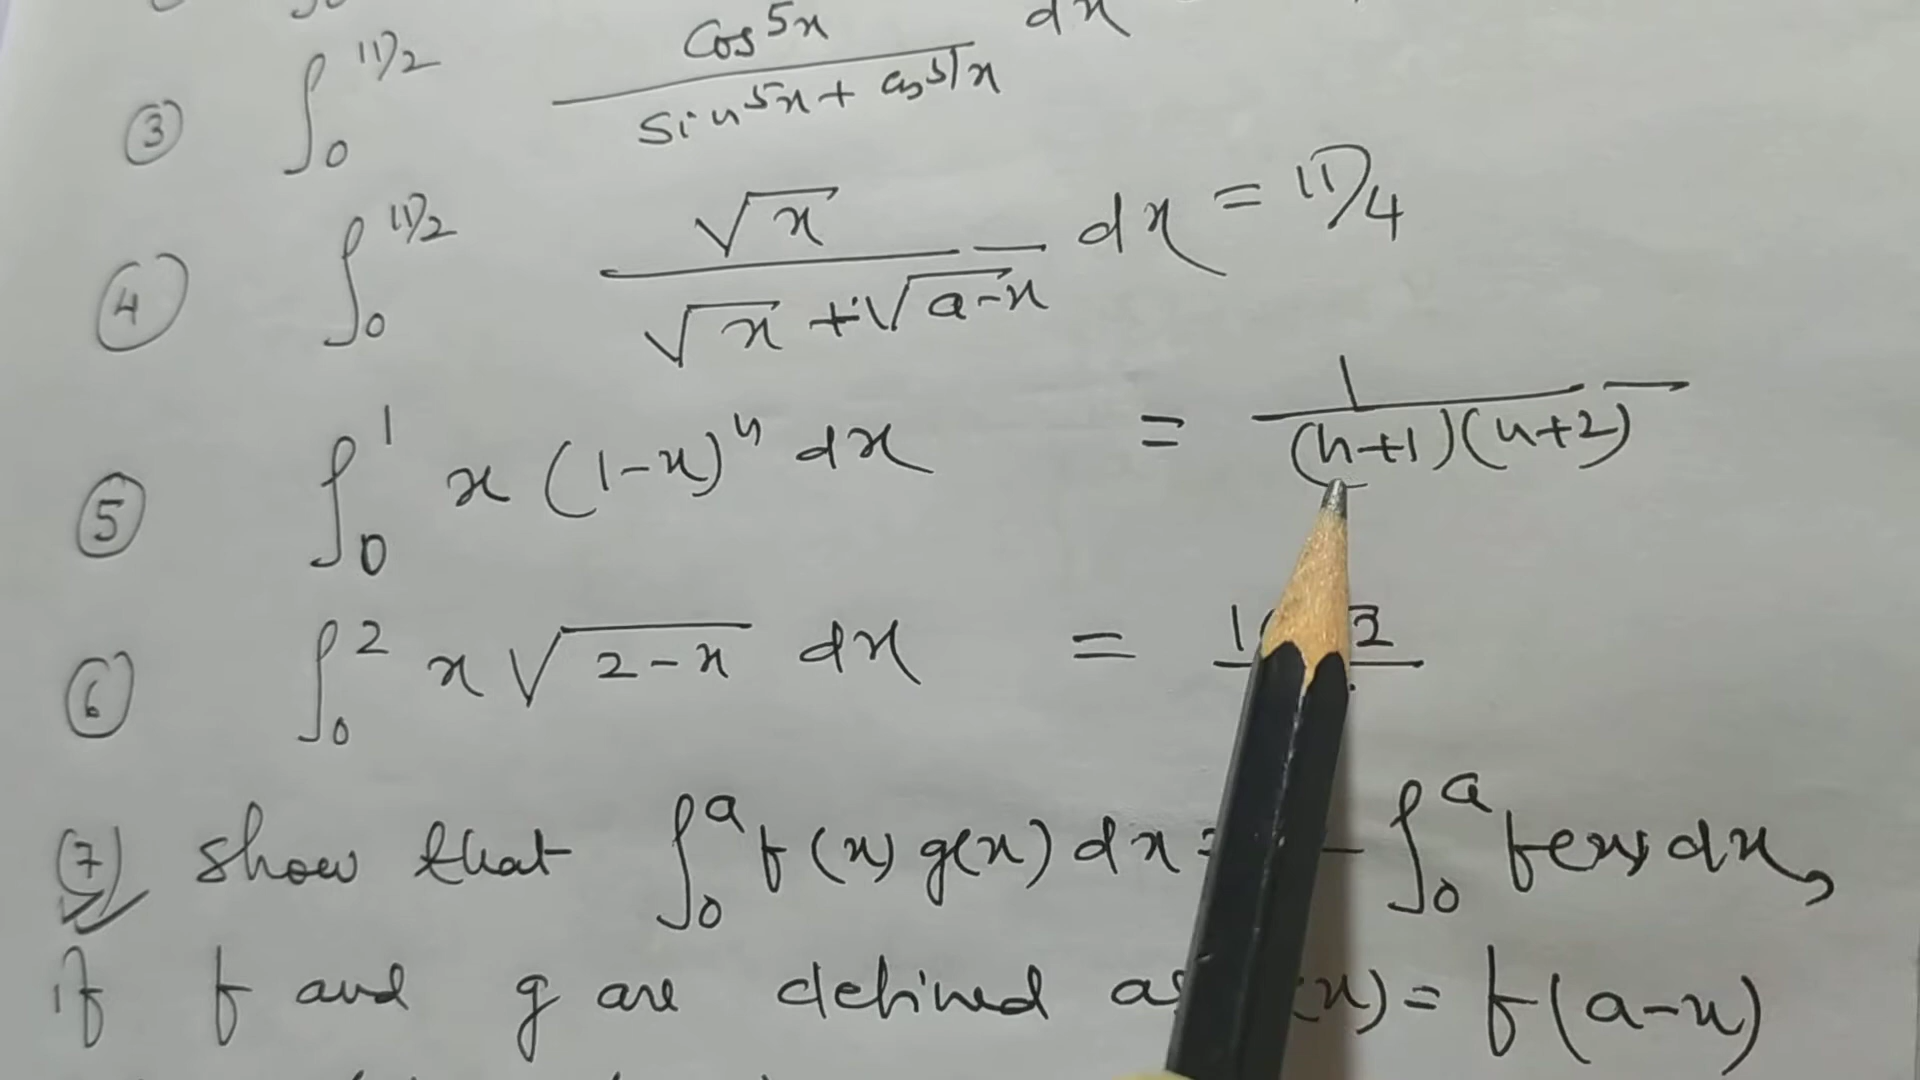 ③ ∫₀^π/2 cos⁵x / sin⁵x + cos⁵x dx
④ ∫₀^π/2 √x / √x + √a-x dx = π/4
⑤ ∫₀¹ x (1-x)ⁿ dx = 1 / (n+1)(n+2)
⑥ ∫₀² x √2-x dx =
⑦ show that ∫₀^a f(x) g(x) dx = ∫₀^a f(x) dx,
if f and g are defined as (x) = f(a-x)